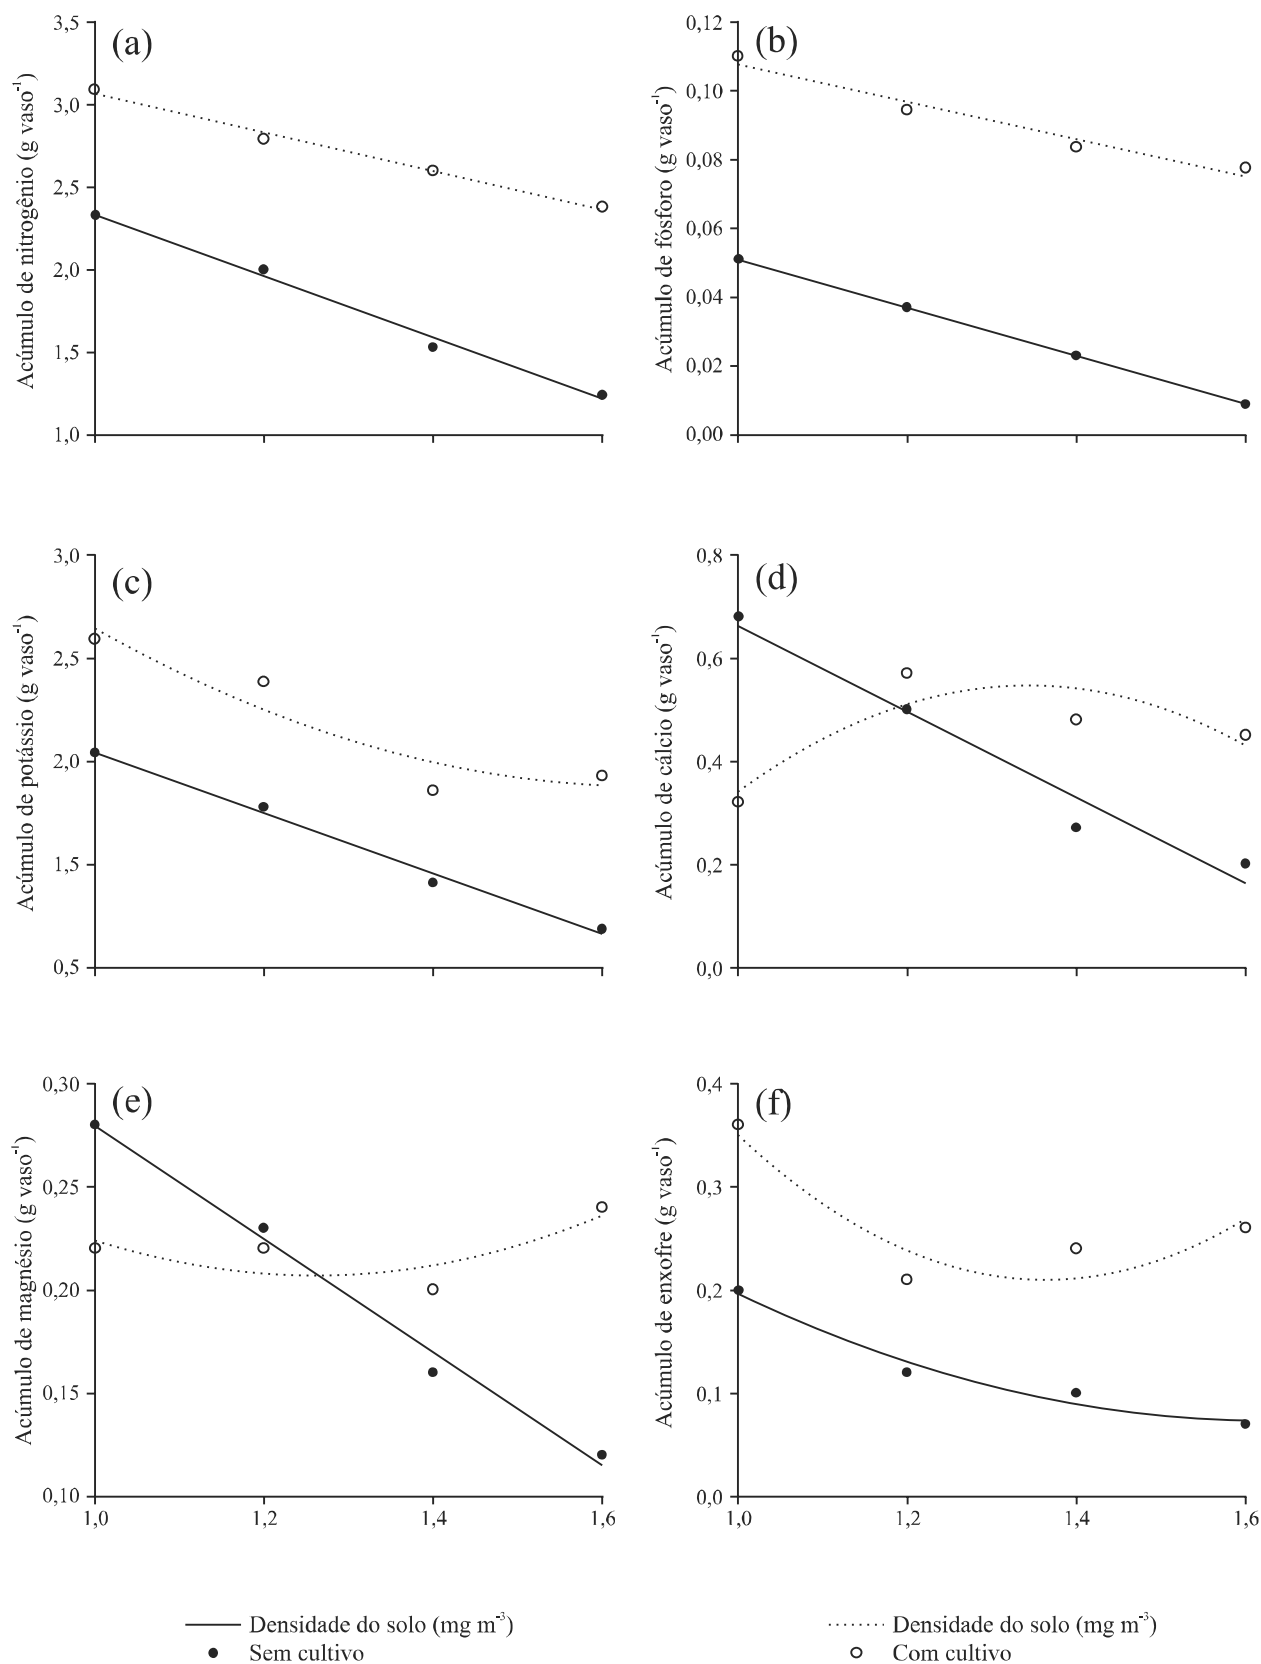 (a)
Acúmulo de nitrogênio (g vaso⁻¹)
3,5
3,0
2,5
2,0
1,5
1,0
(b)
Acúmulo de fósforo (g vaso⁻¹)
0,12
0,10
0,08
0,06
0,04
0,02
0,00
(c)
Acúmulo de potássio (g vaso⁻¹)
3,0
2,5
2,0
1,5
0,5
(d)
Acúmulo de cálcio (g vaso⁻¹)
0,8
0,6
0,4
0,2
0,0
(e)
Acúmulo de magnésio (g vaso⁻¹)
0,30
0,25
0,20
0,15
0,10
1,0 1,2 1,4 1,6
(f)
Acúmulo de enxofre (g vaso⁻¹)
0,4
0,3
0,2
0,1
0,0
1,0 1,2 1,4 1,6
Densidade do solo (mg m⁻³)
Sem cultivo
Densidade do solo (mg m⁻³)
Com cultivo